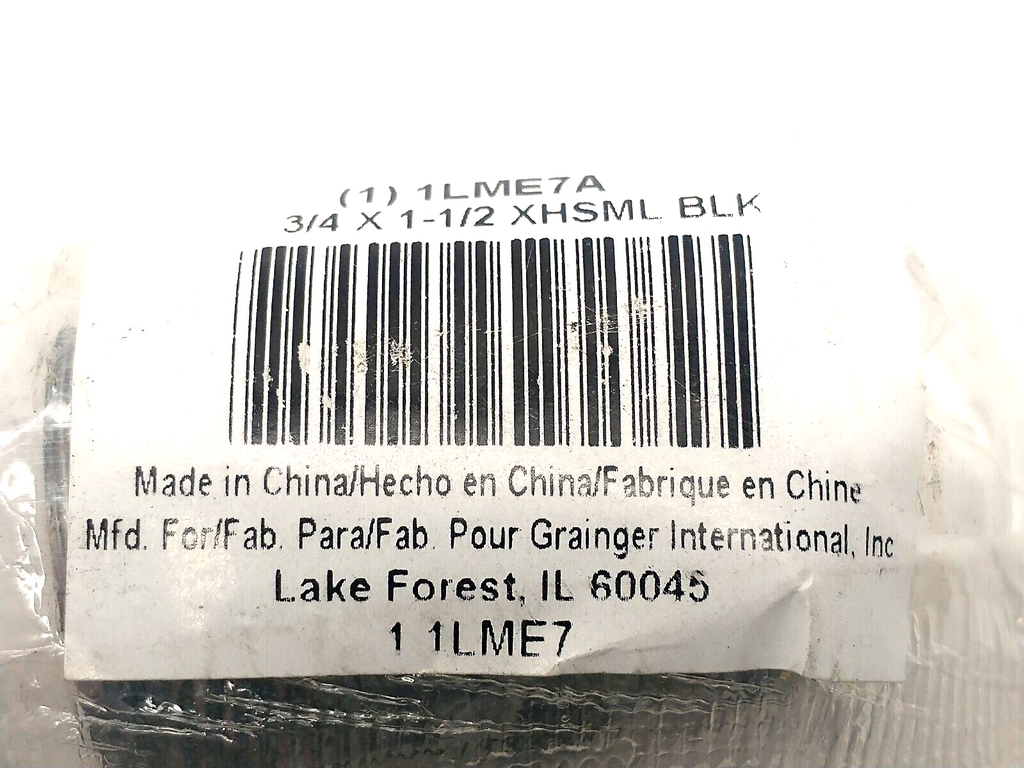 (1) 1LME7A
3/4 X 1-1/2 XHSML BLK
Made in China/Hecho en China/Fabrique en Chine
Mfd. For/Fab. Para/Fab. Pour Grainger International, Inc
Lake Forest, IL 60045
1 1LME7